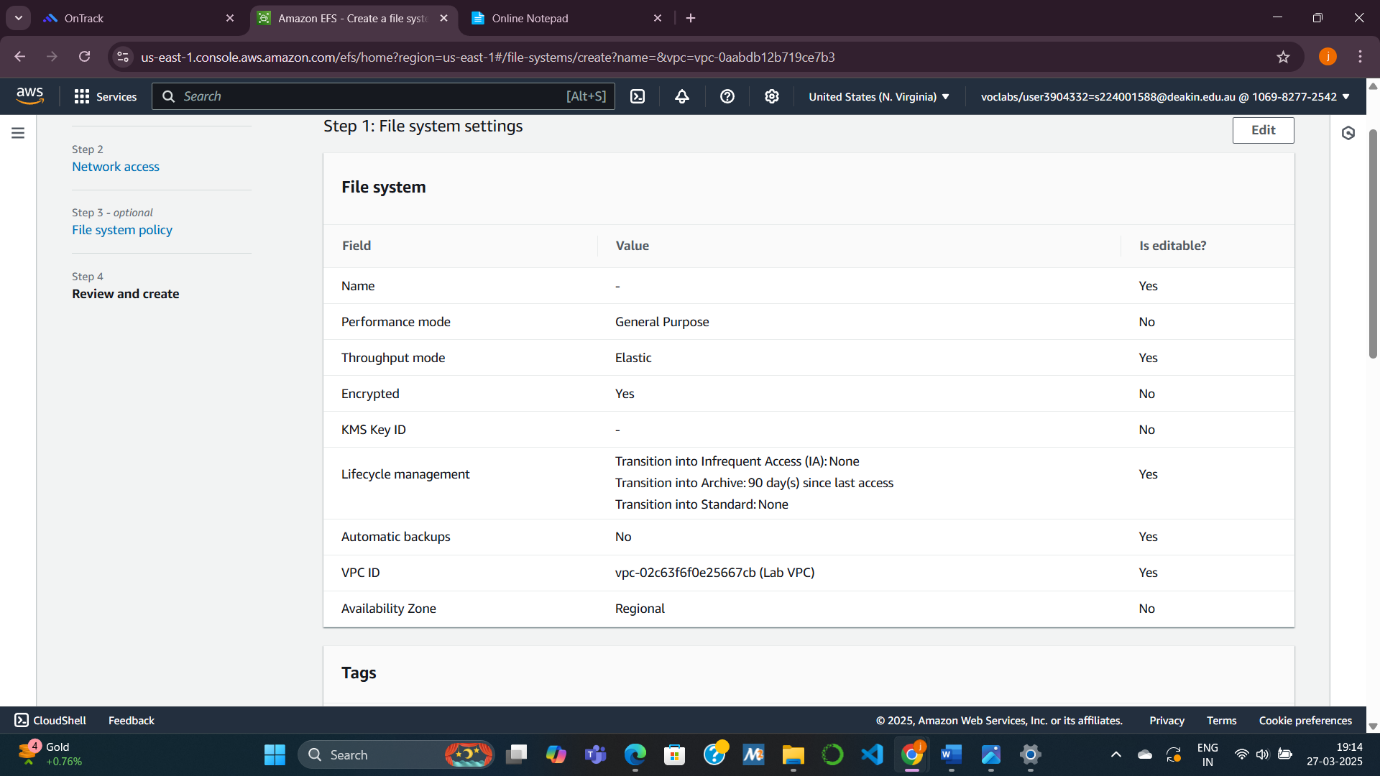 OnTrack
Amazon EFS - Create a file syste
Online Notepad
us-east-1.console.aws.amazon.com/efs/home?region=us-east-1#/file-systems/create?name=&vpc=vpc-0aabdb12b719ce7b3
j
aws
Services
Search
[Alt+S]
United States (N. Virginia)
voclabs/user3904332=s224001588@deakin.edu.au @ 1069-8277-2542
Step 2
Network access
Step 3 - optional
File system policy
Step 4
Review and create
Step 1: File system settings
Edit
File system
Field Value Is editable?
Name - Yes
Performance mode General Purpose No
Throughput mode Elastic Yes
Encrypted Yes No
KMS Key ID - No
Lifecycle management
Transition into Infrequent Access (IA): None
Transition into Archive: 90 day(s) since last access
Transition into Standard: None
Yes
Automatic backups No Yes
VPC ID vpc-02c63f6f0e25667cb (Lab VPC) Yes
Availability Zone Regional No
Tags
CloudShell Feedback
© 2025, Amazon Web Services, Inc. or its affiliates. Privacy Terms Cookie preferences
4
Gold
+0.76%
Search
j
ENG
IN
19:14
27-03-2025